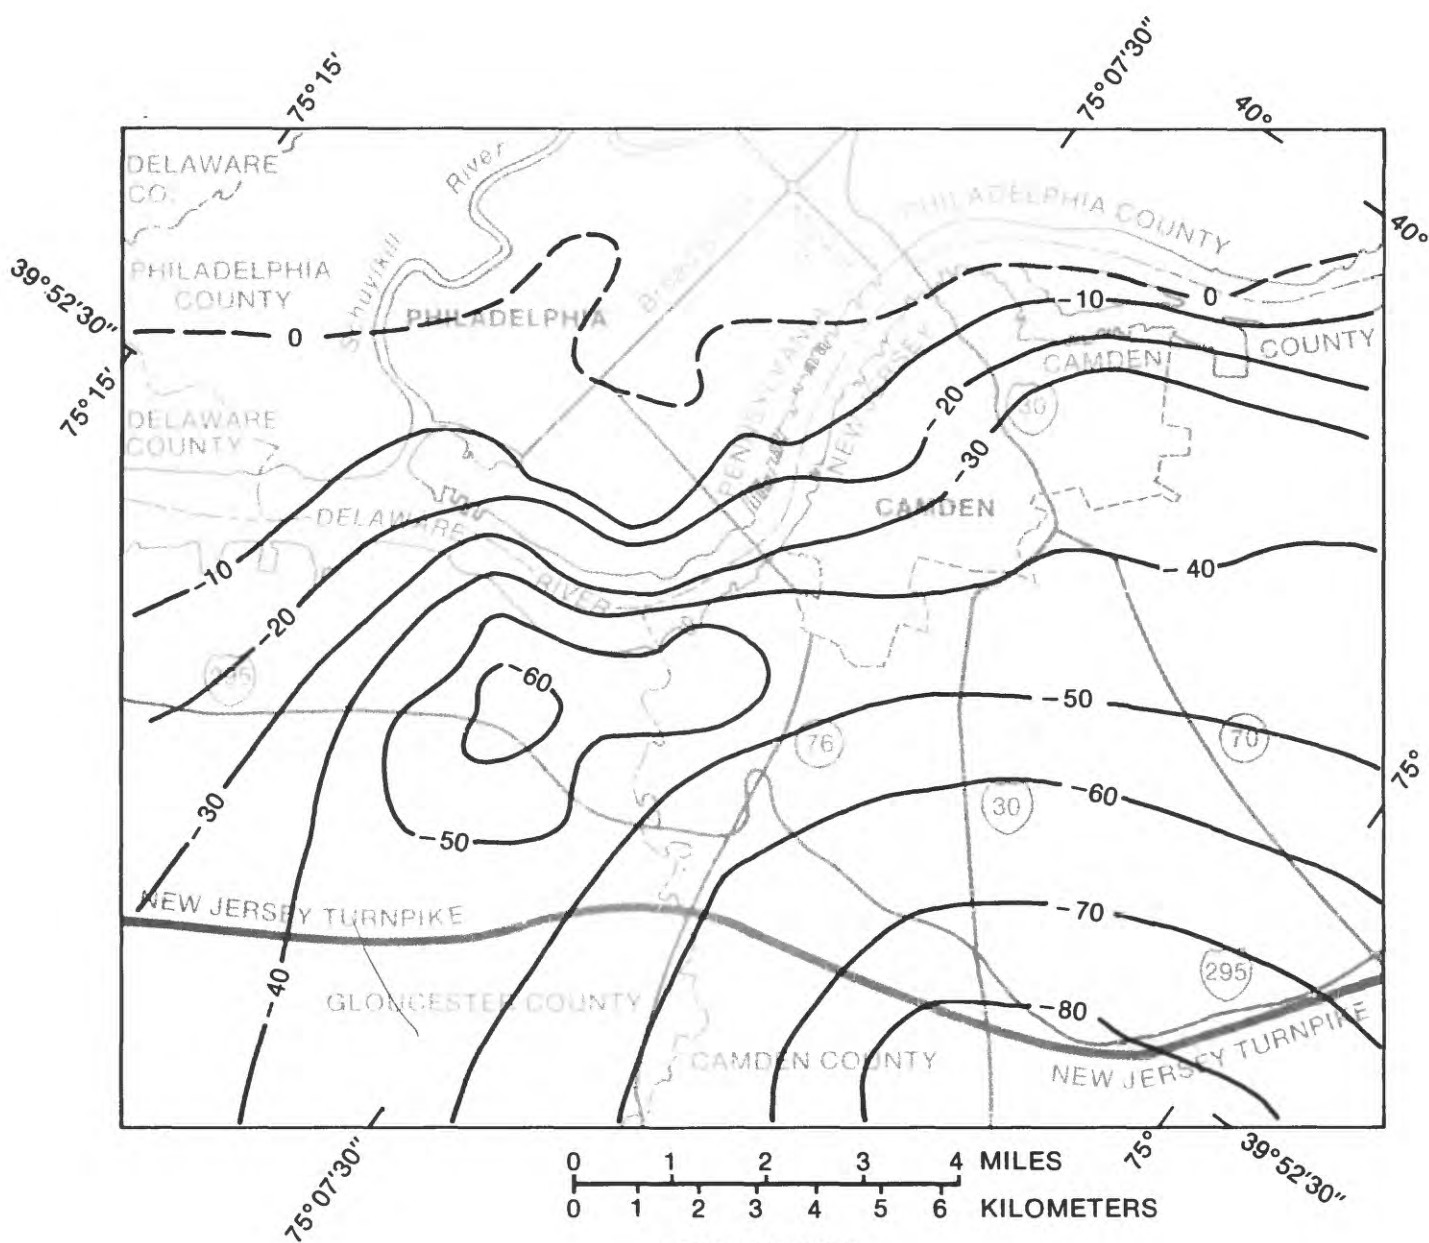 75°15'
75°07'30"
40°
DELAWARE
CO.
River
PHILADELPHIA COUNTY
40°
Schuylkill
39°52'30"
PHILADELPHIA
COUNTY
PHILADELPHIA
0
0
-10
COUNTY
CAMDEN
75°15'
DELAWARE
COUNTY
PENNSYLVANIA
NEW JERSEY
-20
30
-30
DELAWARE
RIVER
CAMDEN
-10
-40
-20
295
-60
-50
76
70
75°
-30
-50
30
-60
NEW JERSEY TURNPIKE
-70
-40
GLOUCESTER COUNTY
295
-80
CAMDEN COUNTY
NEW JERSEY TURNPIKE
75°07'30"
0 1 2 3 4 MILES
0 1 2 3 4 5 6 KILOMETERS
75°
39°52'30"